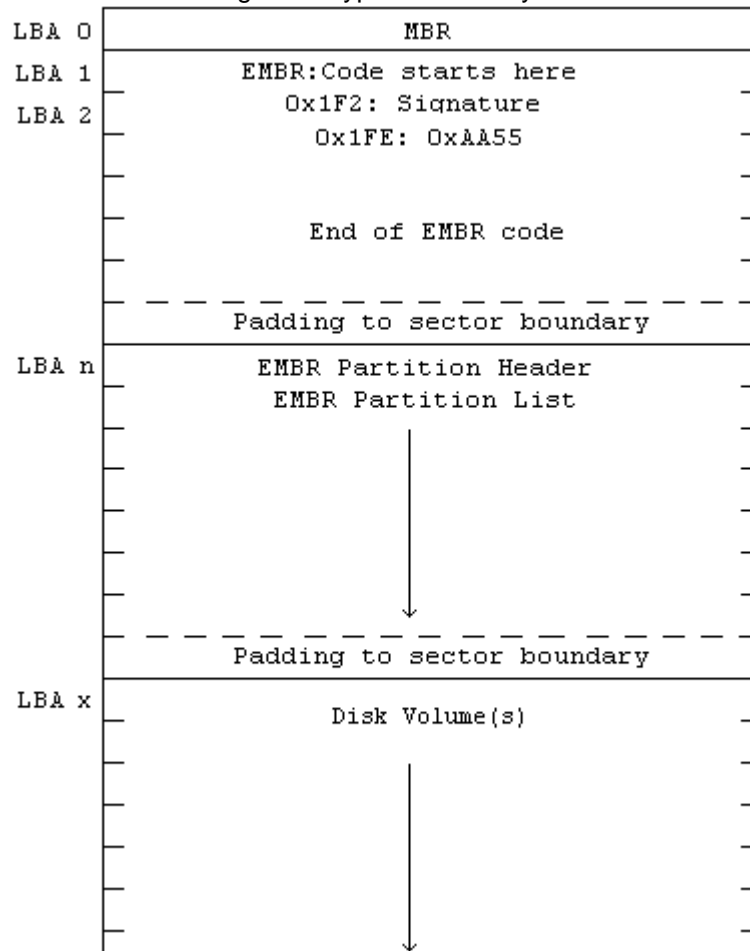 LBA 0 MBR
LBA 1 EMBR:Code starts here
0x1F2: Signature
LBA 2
0x1FE: 0xAA55
End of EMBR code
Padding to sector boundary
LBA n EMBR Partition Header
EMBR Partition List
Padding to sector boundary
LBA x Disk Volume(s)